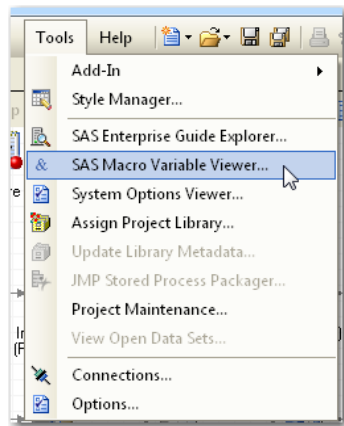 Tools Help
Add-In
Style Manager...
SAS Enterprise Guide Explorer...
& SAS Macro Variable Viewer...
System Options Viewer...
Assign Project Library...
Update Library Metadata...
JMP Stored Process Packager...
Project Maintenance...
View Open Data Sets...
Connections...
Options...